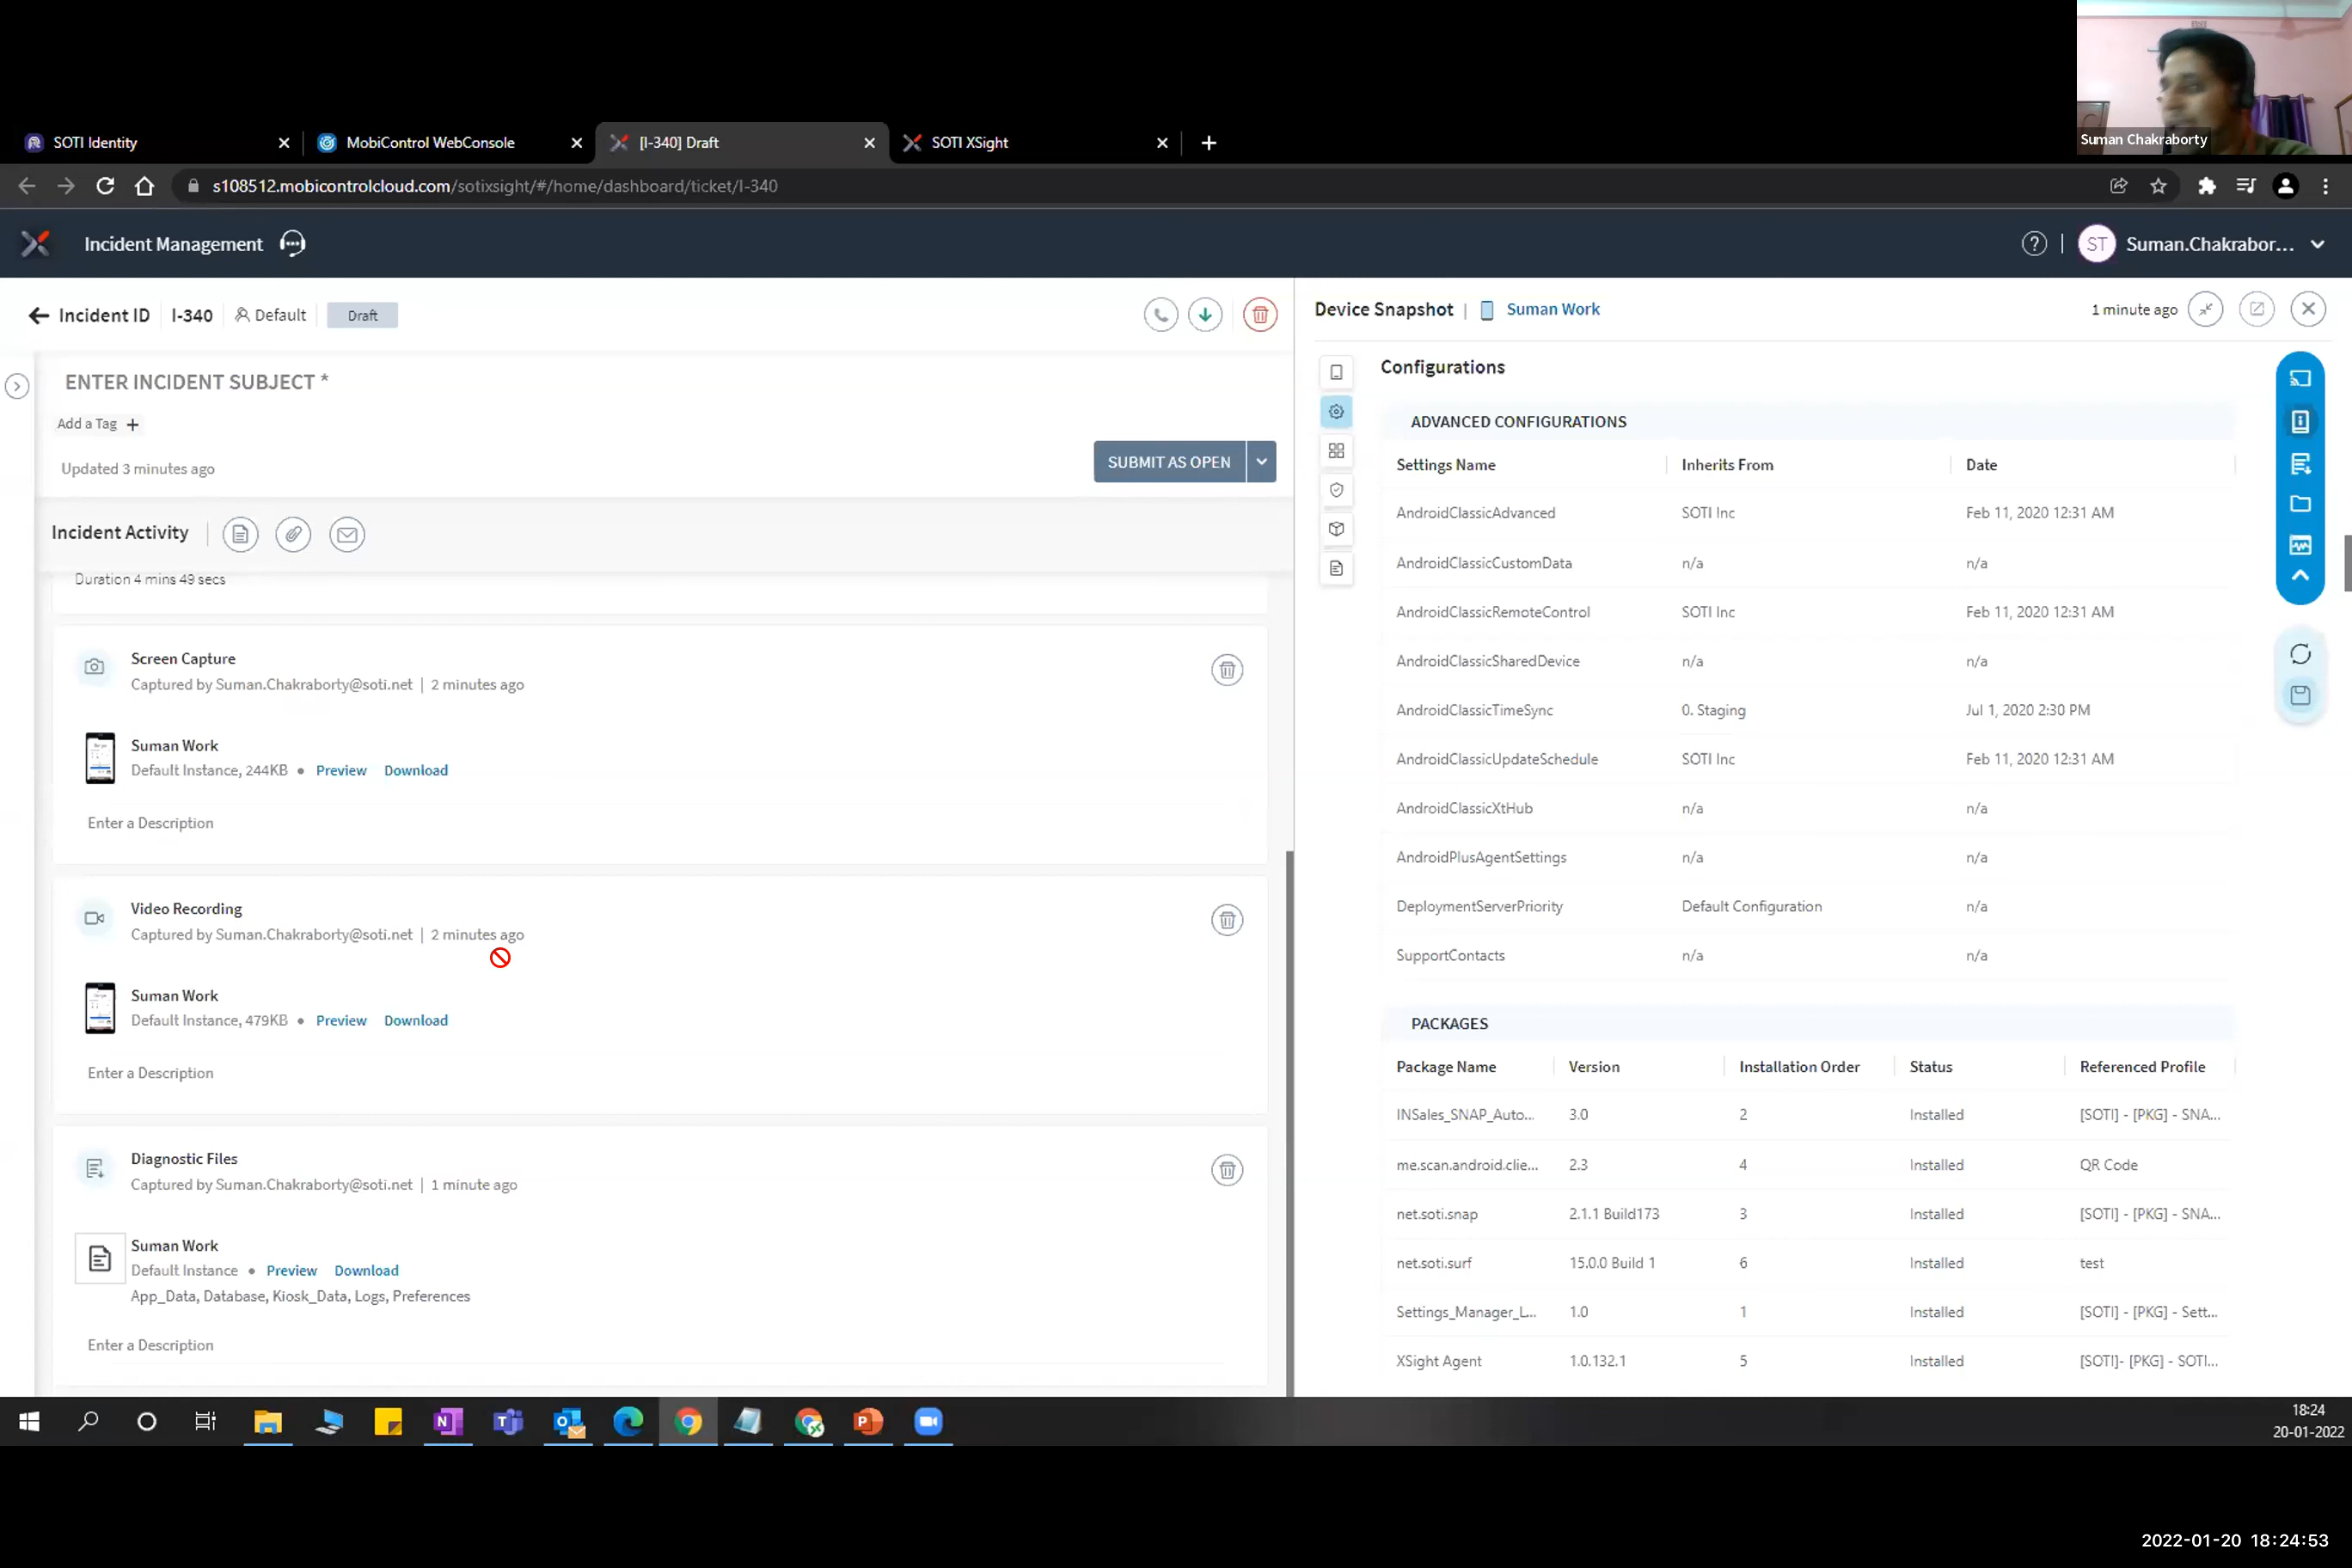 Suman Chakraborty
SOTI Identity
MobiControl WebConsole
[I-340] Draft
SOTI XSight
s108512.mobicontrolcloud.com/sotixsight/#/home/dashboard/ticket/I-340
Incident Management
ST Suman.Chakrabor...
Incident ID I-340 Default Draft
ENTER INCIDENT SUBJECT *
Add a Tag +
Updated 3 minutes ago
SUBMIT AS OPEN
Incident Activity
Duration 4 mins 49 secs
Screen Capture
Captured by Suman.Chakraborty@soti.net | 2 minutes ago
Suman Work
Default Instance, 244KB • Preview Download
Enter a Description
Video Recording
Captured by Suman.Chakraborty@soti.net | 2 minutes ago
Suman Work
Default Instance, 479KB • Preview Download
Enter a Description
Diagnostic Files
Captured by Suman.Chakraborty@soti.net | 1 minute ago
Suman Work
Default Instance • Preview Download
App_Data, Database, Kiosk_Data, Logs, Preferences
Enter a Description
Device Snapshot | Suman Work
1 minute ago
Configurations
ADVANCED CONFIGURATIONS
Settings Name Inherits From Date
AndroidClassicAdvanced SOTI Inc Feb 11, 2020 12:31 AM
AndroidClassicCustomData n/a n/a
AndroidClassicRemoteControl SOTI Inc Feb 11, 2020 12:31 AM
AndroidClassicSharedDevice n/a n/a
AndroidClassicTimeSync 0. Staging Jul 1, 2020 2:30 PM
AndroidClassicUpdateSchedule SOTI Inc Feb 11, 2020 12:31 AM
AndroidClassicXtHub n/a n/a
AndroidPlusAgentSettings n/a n/a
DeploymentServerPriority Default Configuration n/a
SupportContacts n/a n/a
PACKAGES
Package Name Version Installation Order Status Referenced Profile
INSales_SNAP_Auto... 3.0 2 Installed [SOTI] - [PKG] - SNA...
me.scan.android.clie... 2.3 4 Installed QR Code
net.soti.snap 2.1.1 Build173 3 Installed [SOTI] - [PKG] - SNA...
net.soti.surf 15.0.0 Build 1 6 Installed test
Settings_Manager_L... 1.0 1 Installed [SOTI] - [PKG] - Sett...
XSight Agent 1.0.132.1 5 Installed [SOTI]- [PKG] - SOTI...
18:24
20-01-2022
2022-01-20 18:24:53